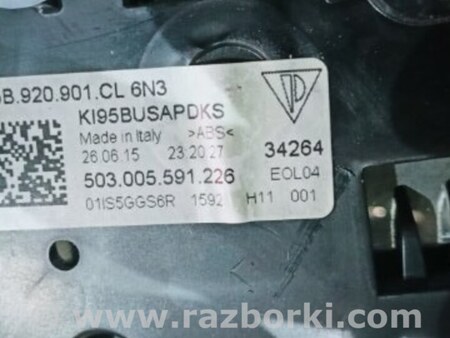 B.920.901.CL 6N3
KI95BUSAPDKS
Made in Italy >ABS<
26.06.15 23:20:27 34264
503.005.591.226 EOL04
01IS5GGS6R 1592 H11 001
www.razborki.com